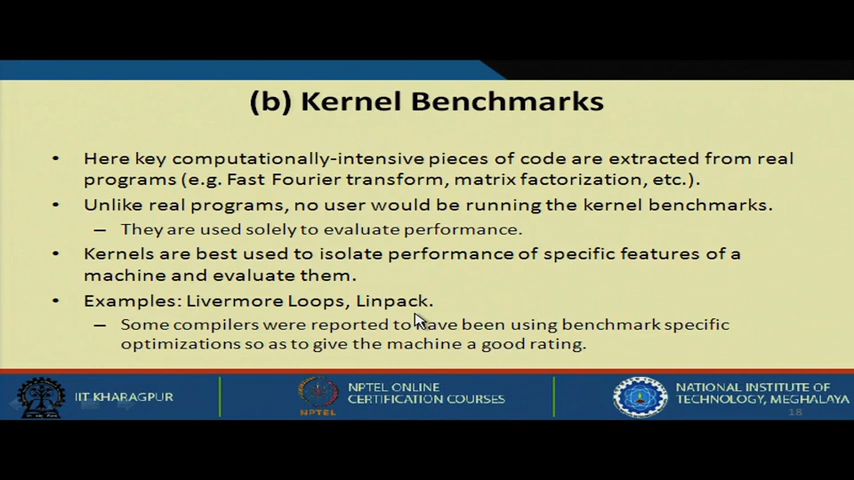 (b) Kernel Benchmarks
• Here key computationally-intensive pieces of code are extracted from real
programs (e.g. Fast Fourier transform, matrix factorization, etc.).
• Unlike real programs, no user would be running the kernel benchmarks.
– They are used solely to evaluate performance.
• Kernels are best used to isolate performance of specific features of a
machine and evaluate them.
• Examples: Livermore Loops, Linpack.
– Some compilers were reported to have been using benchmark specific
optimizations so as to give the machine a good rating.
IIT KHARAGPUR
NPTEL
NPTEL ONLINE
CERTIFICATION COURSES
NATIONAL INSTITUTE OF
TECHNOLOGY, MEGHALAYA
18